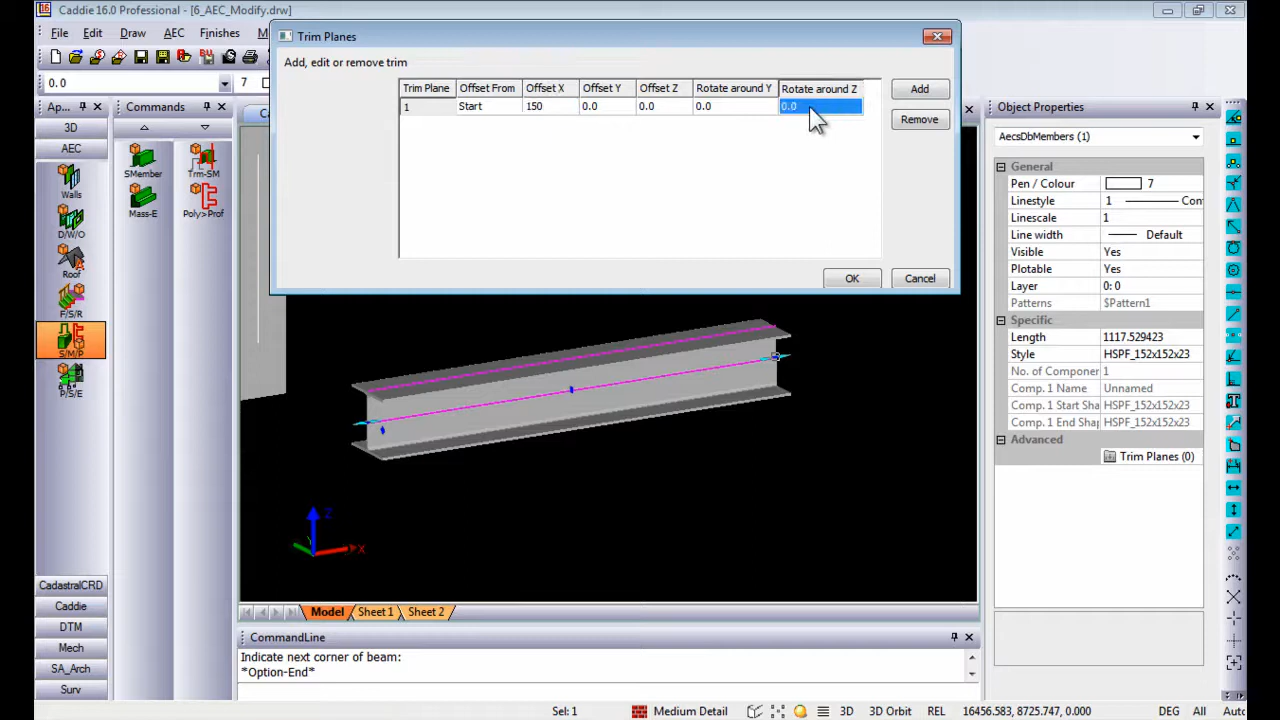 16 Caddie 16.0 Professional - [6_AEC_Modify.drw]
File Edit Draw AEC Finishes M
0.0 7
Ap...
3D
AEC
Walls
D/W/O
Roof
F/S/R
S/M/P
P/S/E
CadastralCRD
Caddie
DTM
Mech
SA_Arch
Surv
Commands
SMember Trm-SM
Mass-E Poly>Prof
Trim Planes
Add, edit or remove trim
Trim Plane Offset From Offset X Offset Y Offset Z Rotate around Y Rotate around Z
1 Start 150 0.0 0.0 0.0 0.0
Add
Remove
OK Cancel
Ca
Z
Y
X
Model Sheet 1 Sheet 2
CommandLine
Indicate next corner of beam:
*Option-End*
Object Properties
AecsDbMembers (1)
General
Pen / Colour 7
Linestyle 1 Con
Linescale 1
Line width Default
Visible Yes
Plotable Yes
Layer 0: 0
Patterns $Pattern1
Specific
Length 1117.529423
Style HSPF_152x152x23
No. of Component 1
Comp. 1 Name Unnamed
Comp. 1 Start Sha HSPF_152x152x23
Comp. 1 End Shap HSPF_152x152x23
Advanced
Trim Planes (0)
Sel: 1 Medium Detail 3D 3D Orbit REL 16456.583, 8725.747, 0.000 DEG All Auto